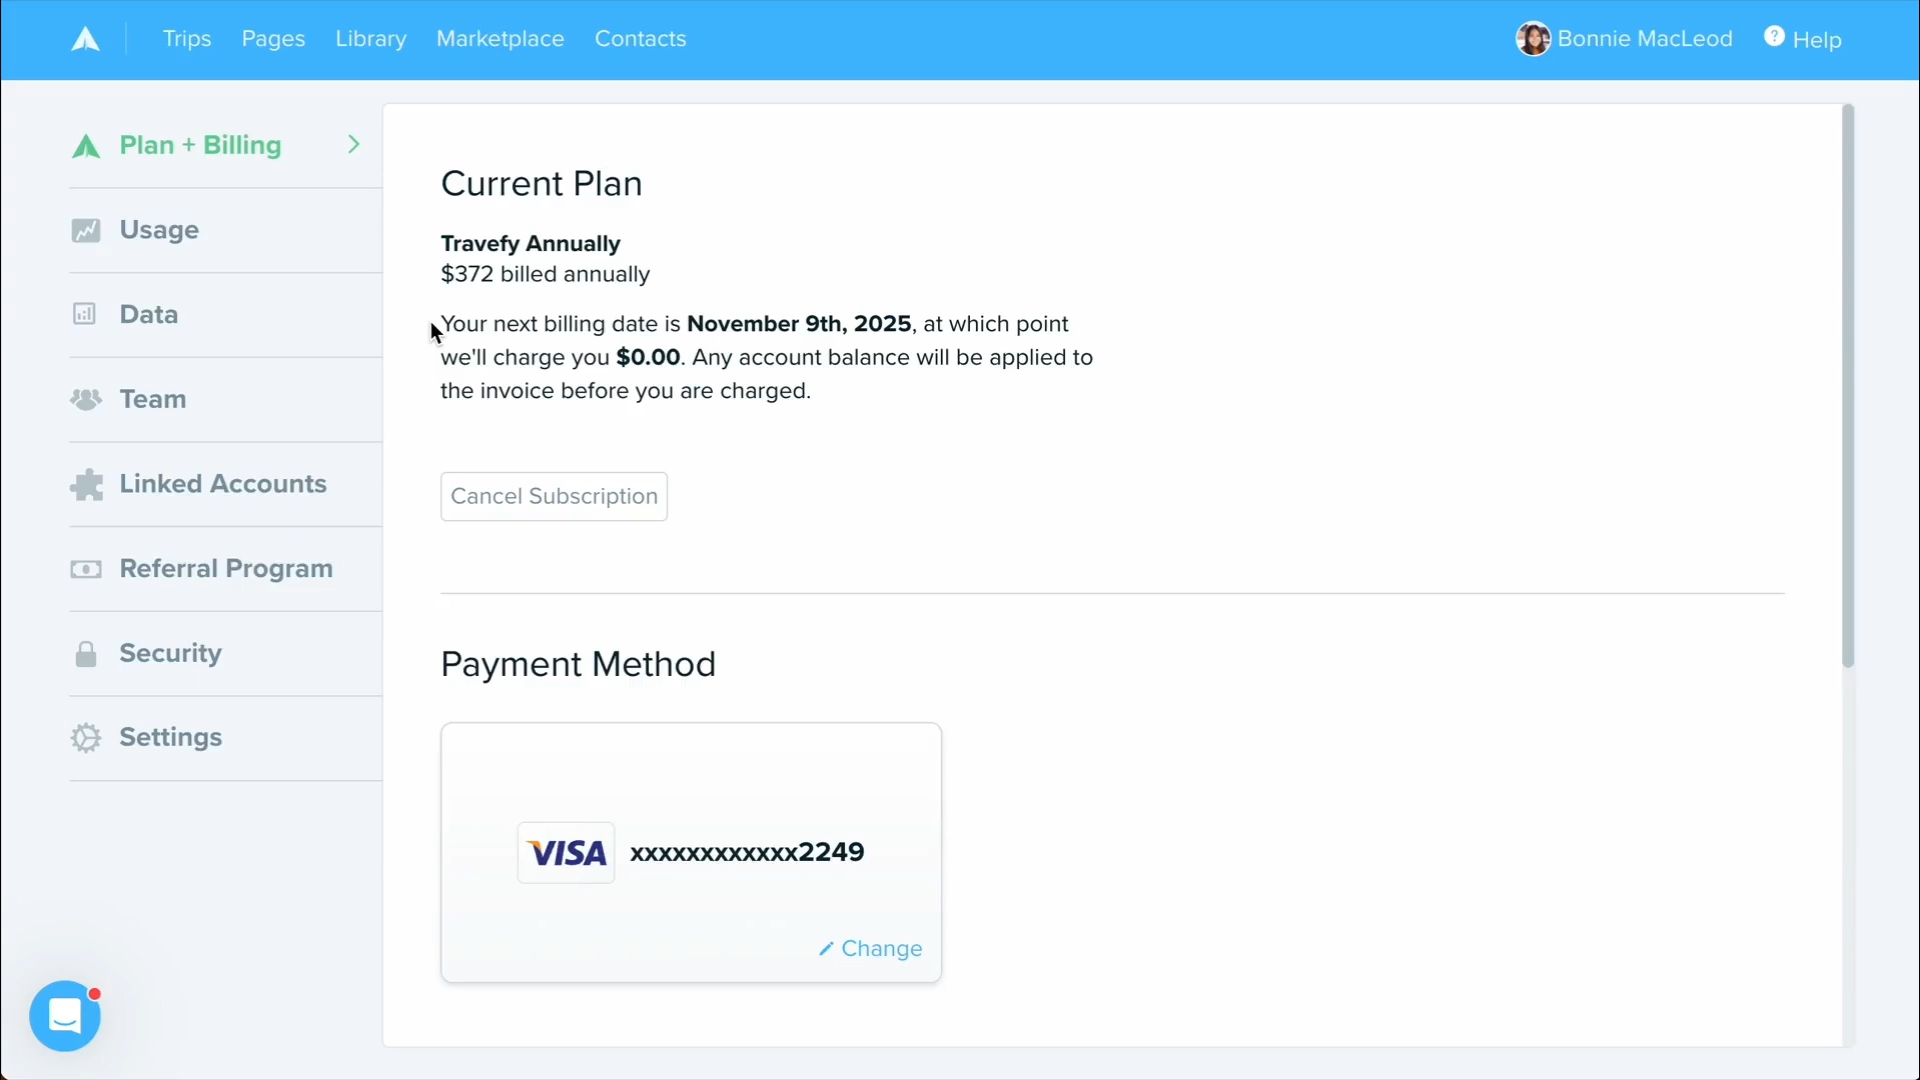 Trips
Pages
Library
Marketplace
Contacts
Bonnie MacLeod
? Help
Plan + Billing
Usage
Data
Team
Linked Accounts
Referral Program
Security
Settings
Current Plan
Travefy Annually
$372 billed annually
Your next billing date is November 9th, 2025, at which point
we'll charge you $0.00. Any account balance will be applied to
the invoice before you are charged.
Cancel Subscription
Payment Method
VISA xxxxxxxxxxxx2249
Change